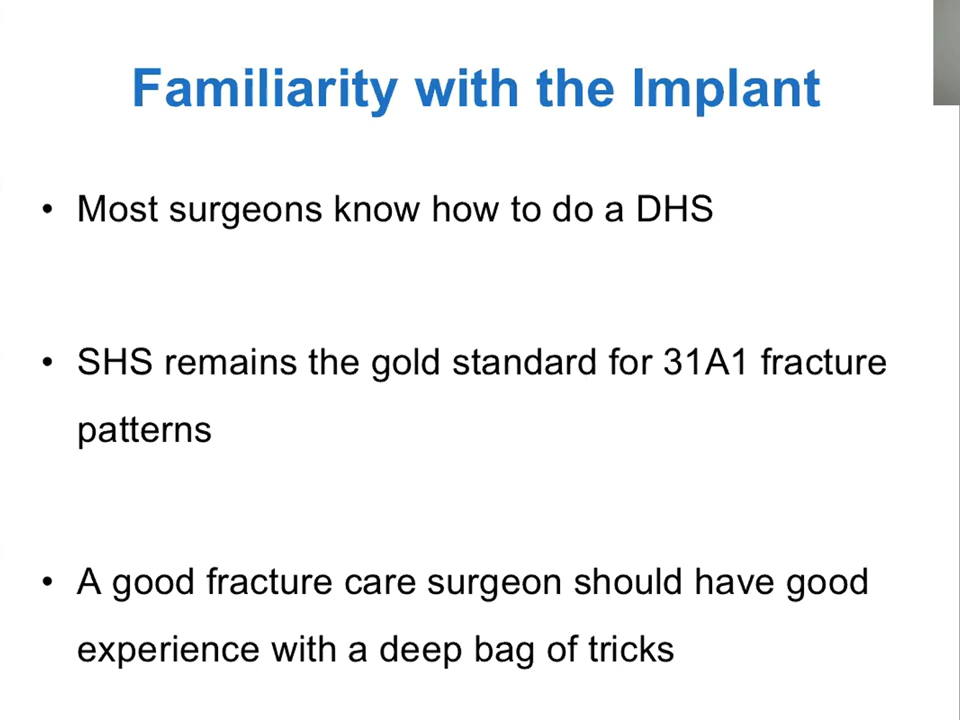 Familiarity with the Implant
• Most surgeons know how to do a DHS
• SHS remains the gold standard for 31A1 fracture
patterns
• A good fracture care surgeon should have good
experience with a deep bag of tricks